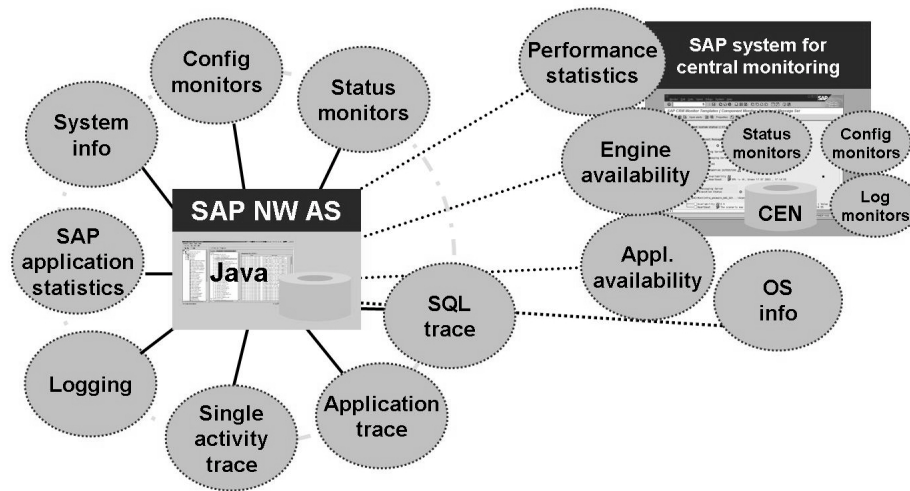 Config
monitors
Status
monitors
System
info
SAP NW AS
Java
SAP
application
statistics
Logging
Single
activity
trace
Application
trace
SQL
trace
Performance
statistics
SAP system for
central monitoring
SAP
Engine
availability
Status
monitors
Config
monitors
Log
monitors
CEN
Appl.
availability
OS
info